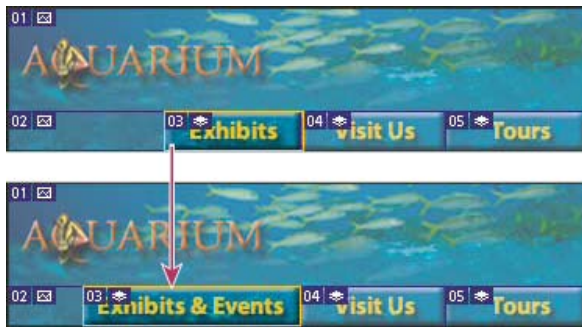 01
AQUARIUM
02 03 Exhibits 04 Visit Us 05 Tours
01
AQUARIUM
02 03 Exhibits & Events 04 Visit Us 05 Tours